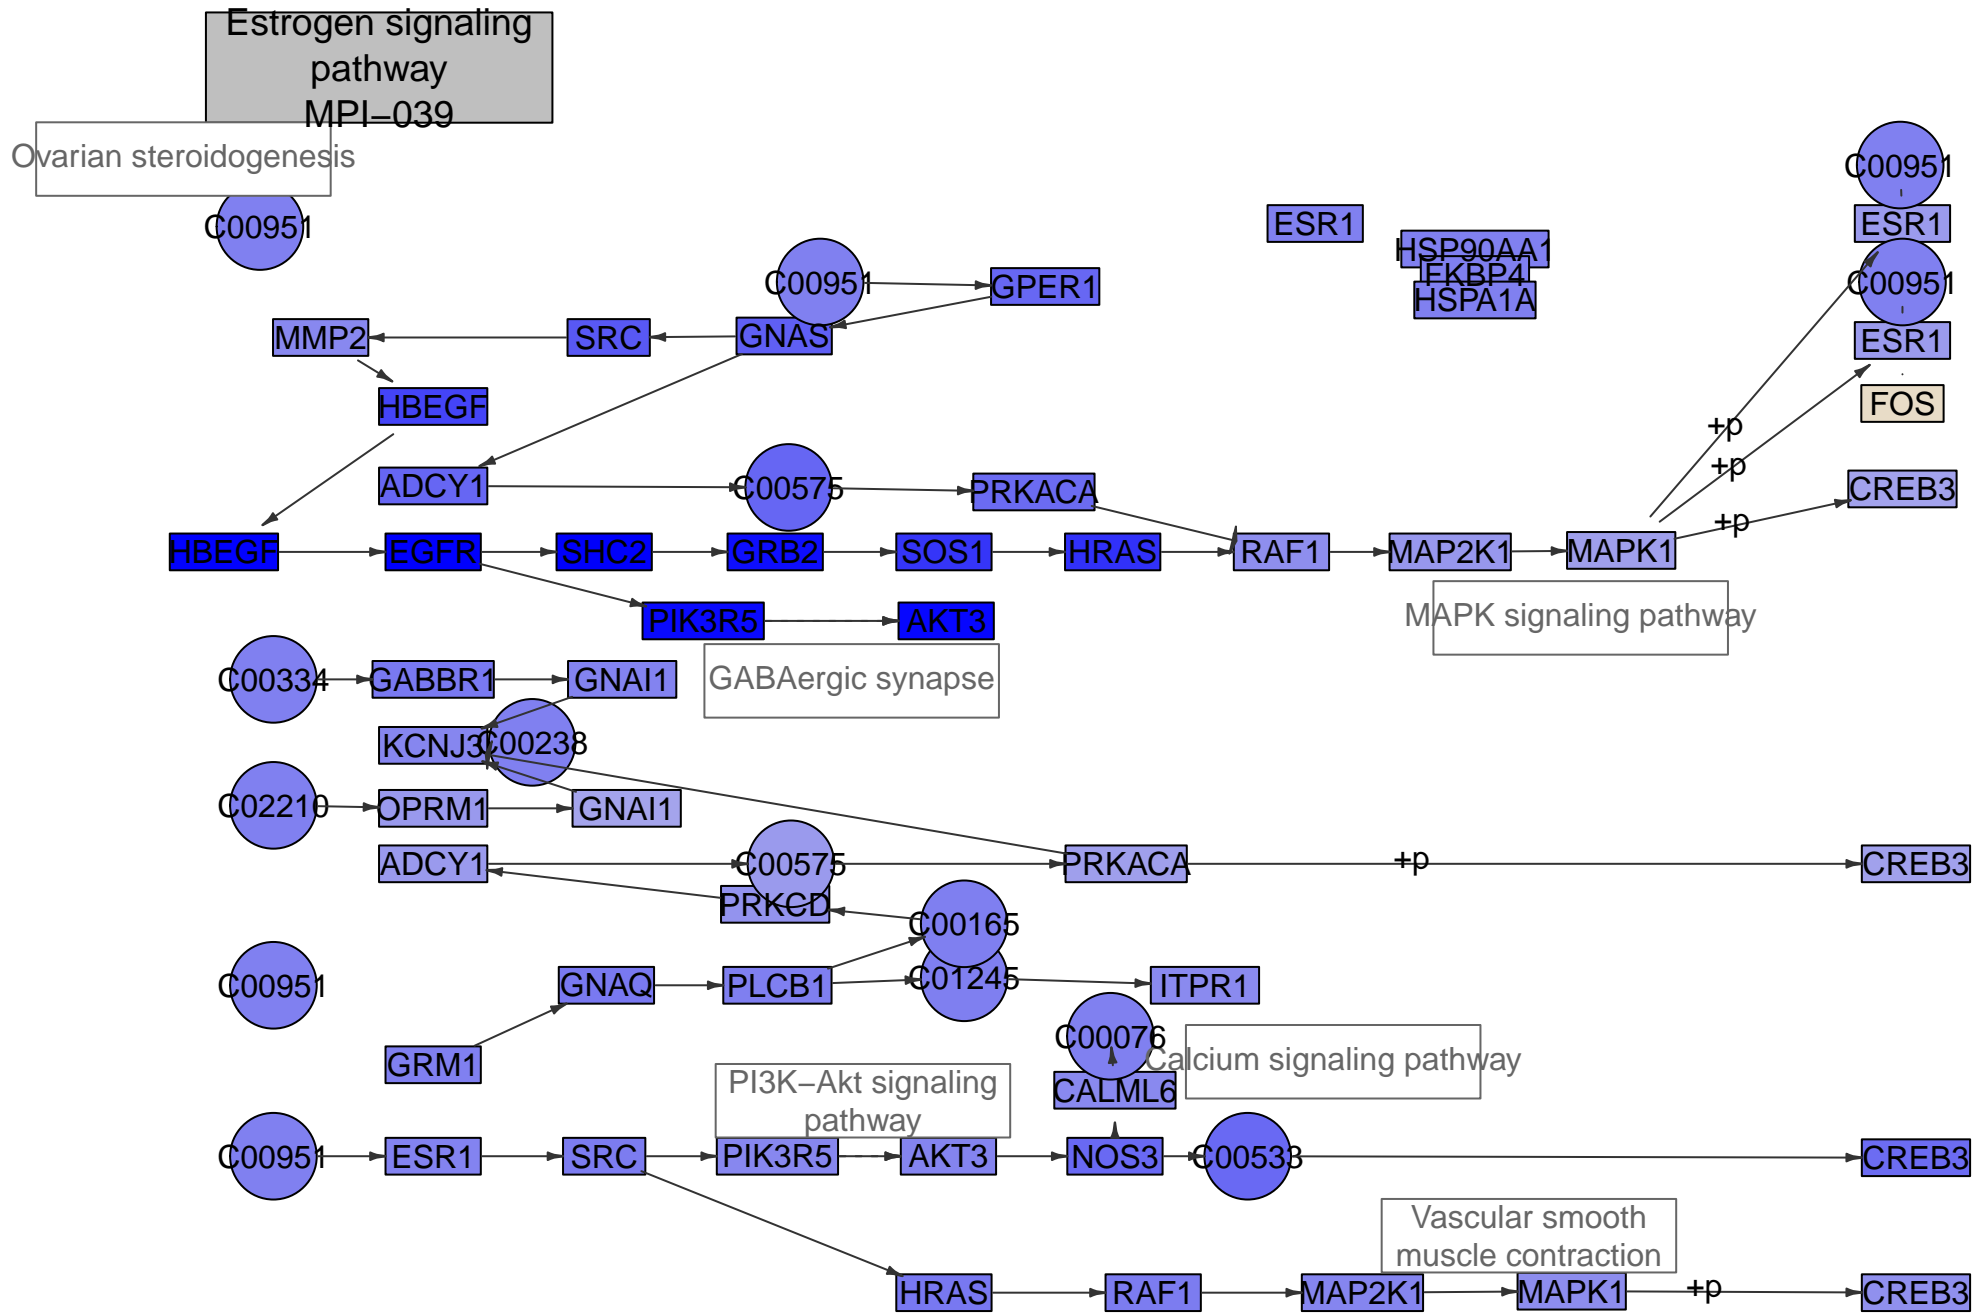 Estrogen signaling
pathway
MPI−039
Ovarian steroidogenesis
C00951
C00951
ESR1
ESR1
C00951
HSP90AA1
FKBP4
HSPA1A
C00951
GPER1
C00951
MMP2
SRC
GNAS
ESR1
HBEGF
FOS
+p
+p
ADCY1
C00575
PRKACA
CREB3
+p
HBEGF
EGFR
SHC2
GRB2
SOS1
HRAS
RAF1
MAP2K1
MAPK1
PIK3R5
AKT3
MAPK signaling pathway
C00334
GABBR1
GNAI1
GABAergic synapse
KCNJ3
C00238
C02210
OPRM1
GNAI1
ADCY1
C00575
PRKACA
+p
CREB3
PRKCD
C00165
C00951
GNAQ
PLCB1
C01245
ITPR1
C00076
Calcium signaling pathway
GRM1
CALML6
PI3K−Akt signaling
pathway
C00951
ESR1
SRC
PIK3R5
AKT3
NOS3
C00533
CREB3
Vascular smooth
muscle contraction
HRAS
RAF1
MAP2K1
MAPK1
+p
CREB3